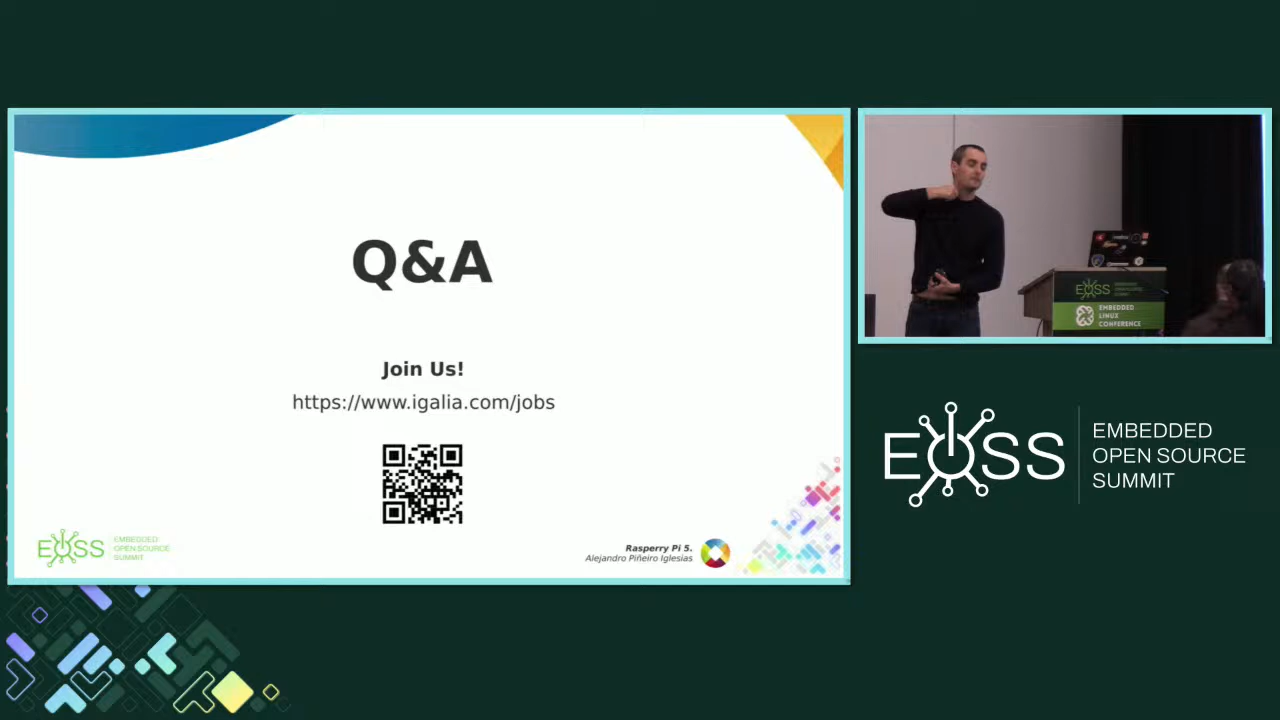 Q&A
Join Us!
https://www.igalia.com/jobs
EOSS
EMBEDDED
OPEN SOURCE
SUMMIT
Rasperry Pi 5.
Alejandro Piñeiro Iglesias
EOSS
EMBEDDED
LINUX
CONFERENCE
EOSS
EMBEDDED
OPEN SOURCE
SUMMIT